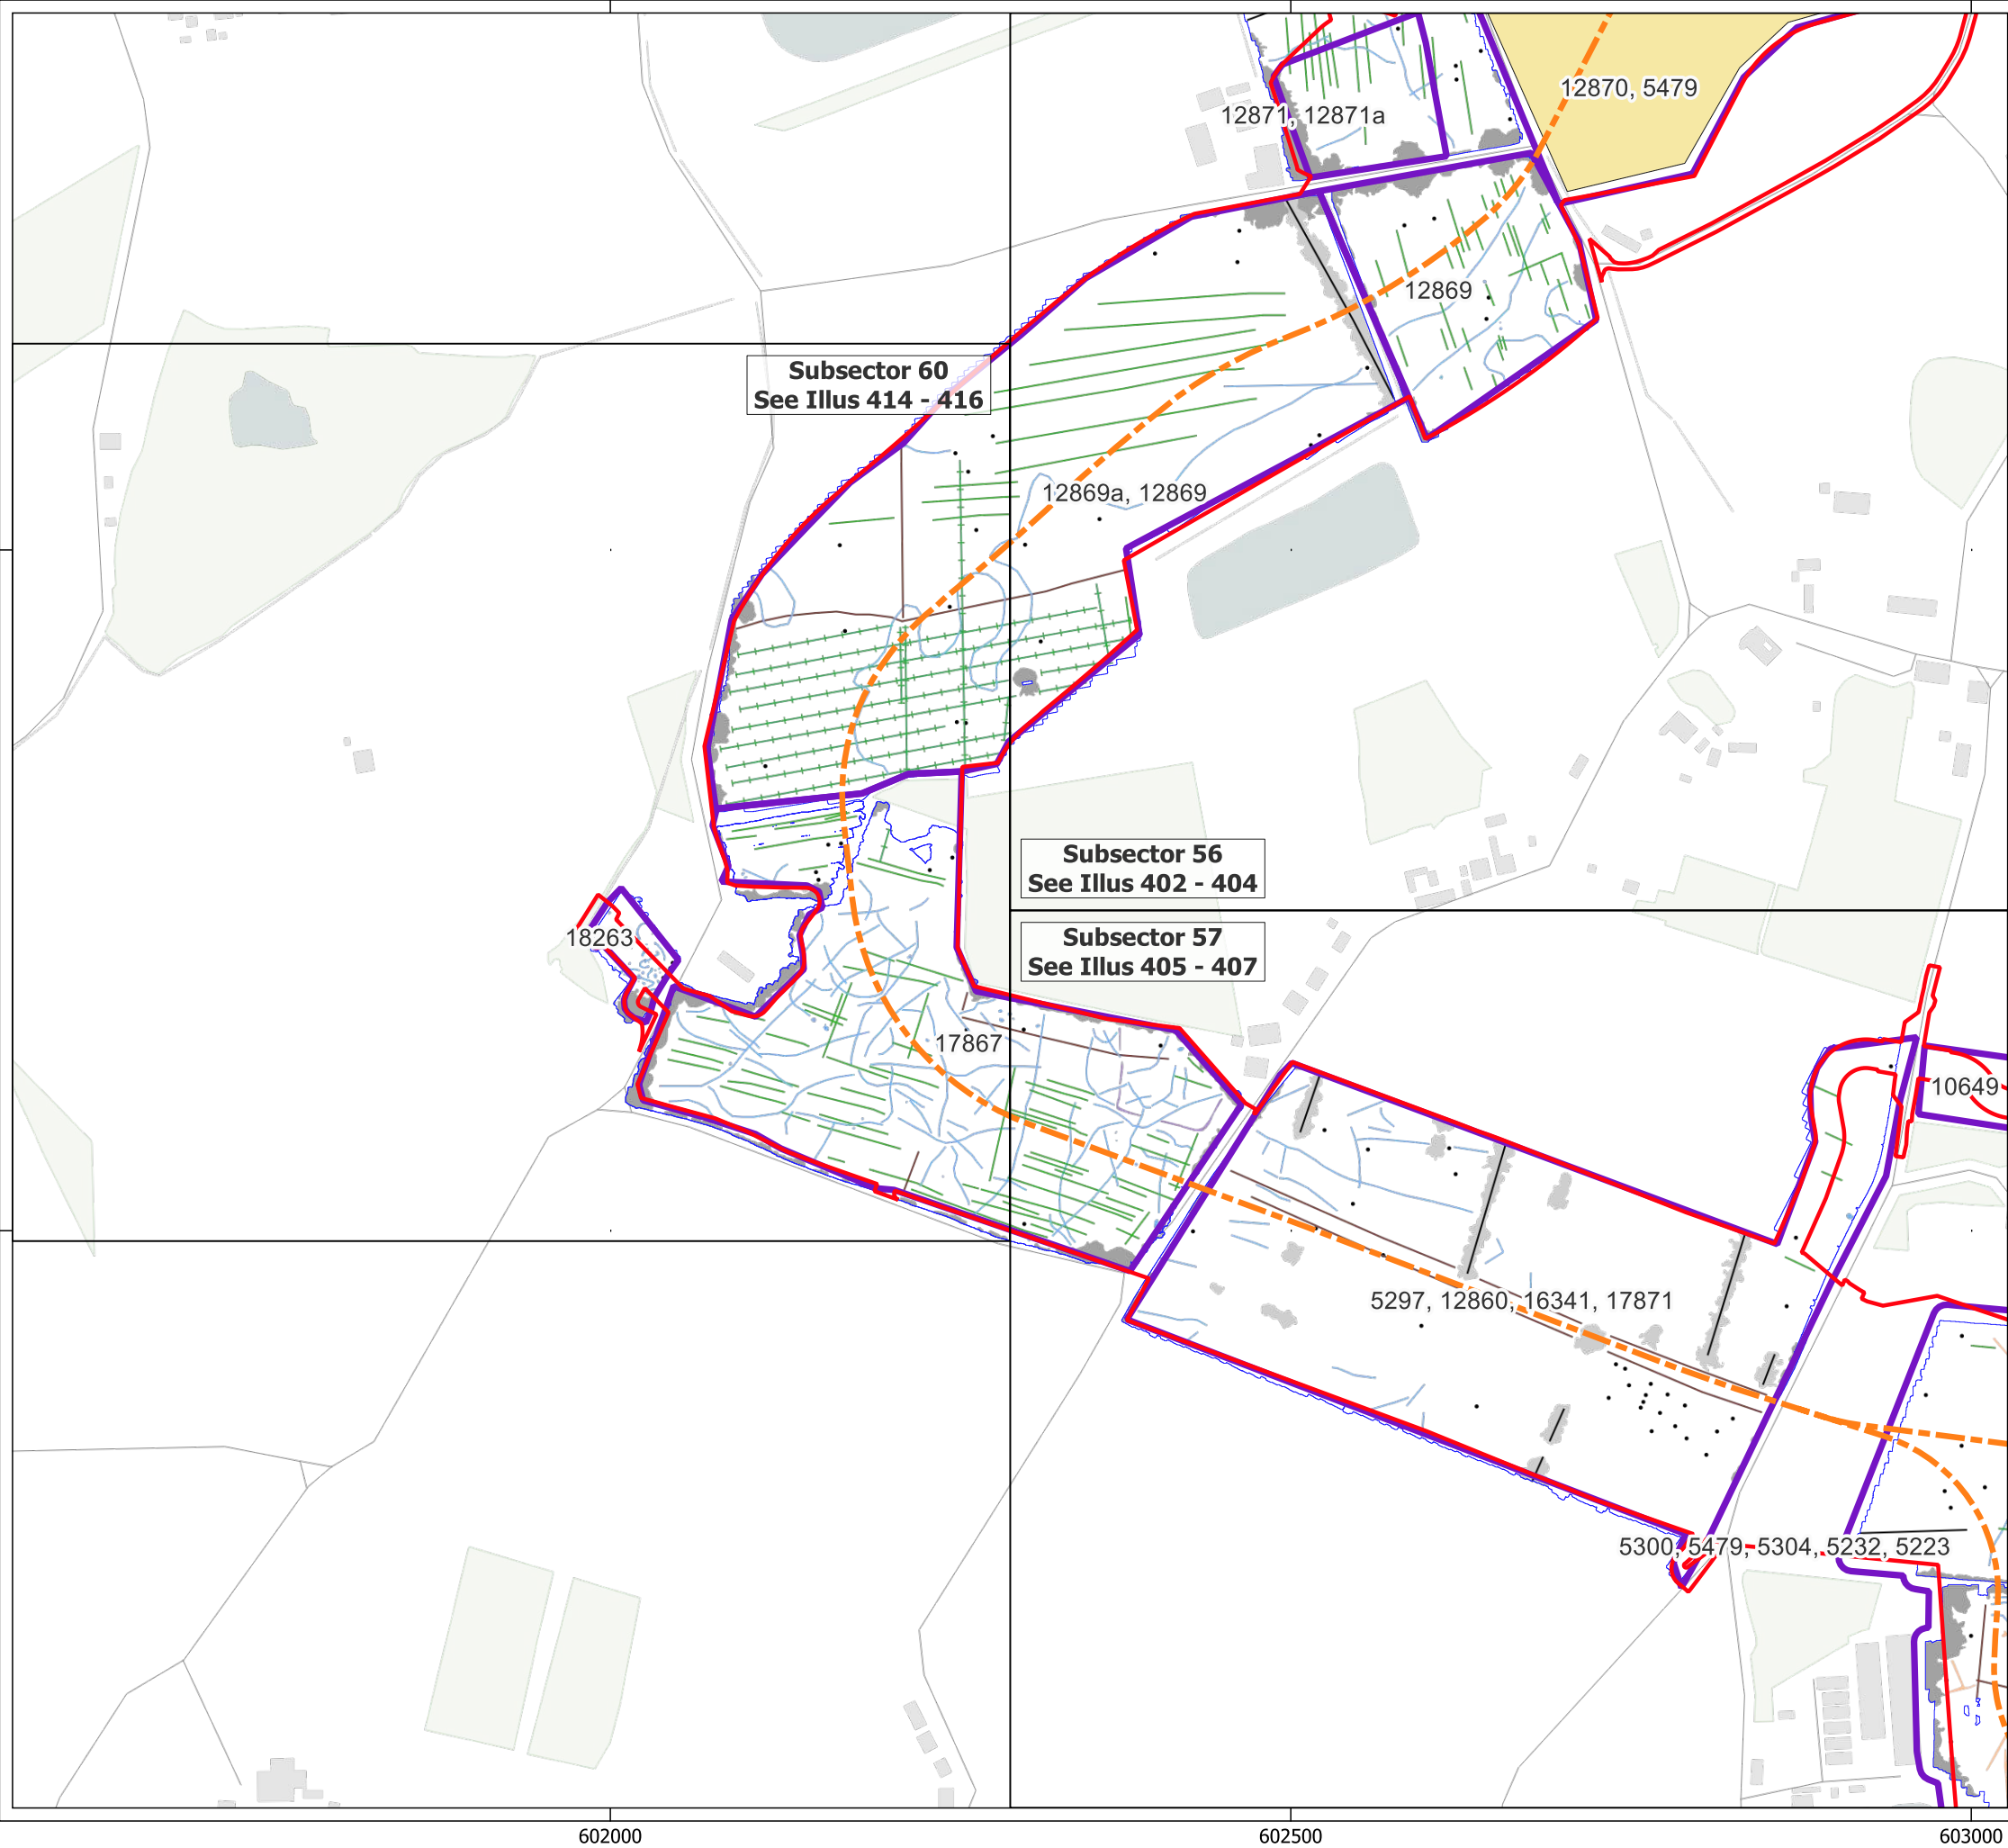 12870, 5479
12871, 12871a
12869
Subsector 60
See Illus 414 - 416
12869a, 12869
Subsector 56
See Illus 402 - 404
18263
Subsector 57
See Illus 405 - 407
17867
10649
5297, 12860, 16341, 17871
5300, 5479, 5304, 5232, 5223
602000
602500
603000